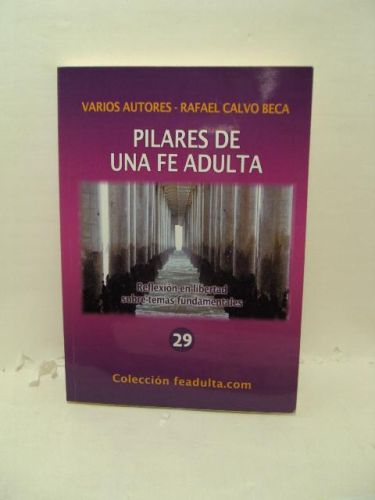 VARIOS AUTORES - RAFAEL CALVO BECA
PILARES DE
UNA FE ADULTA
Reflexión en libertad
sobre temas fundamentales
29
Colección feadulta.com